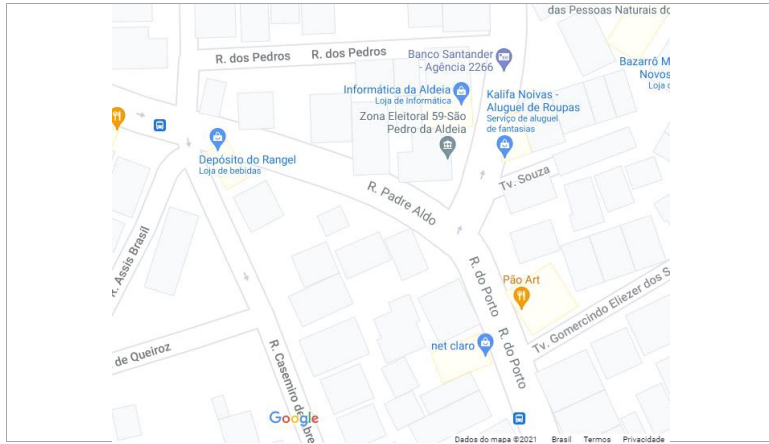 das Pessoas Naturais do
R. dos Pedros
R. dos Pedros
Banco Santander
- Agência 2266
Bazarrô M
Novos
Loja d
Informática da Aldeia
Loja de Informática
Kalifa Noivas -
Aluguel de Roupas
Serviço de aluguel
de fantasias
Zona Eleitoral 59-São
Pedro da Aldeia
Depósito do Rangel
Loja de bebidas
Tv. Souza
R. Padre Aldo
R. Assis Brasil
R. do Porto
Pão Art
Tv. Gomercindo Eliezer dos S
net claro
R. do Porto
de Queiroz
R. Casemiro de Abre
Google
Dados do mapa ©2021 Brasil Termos Privacidade